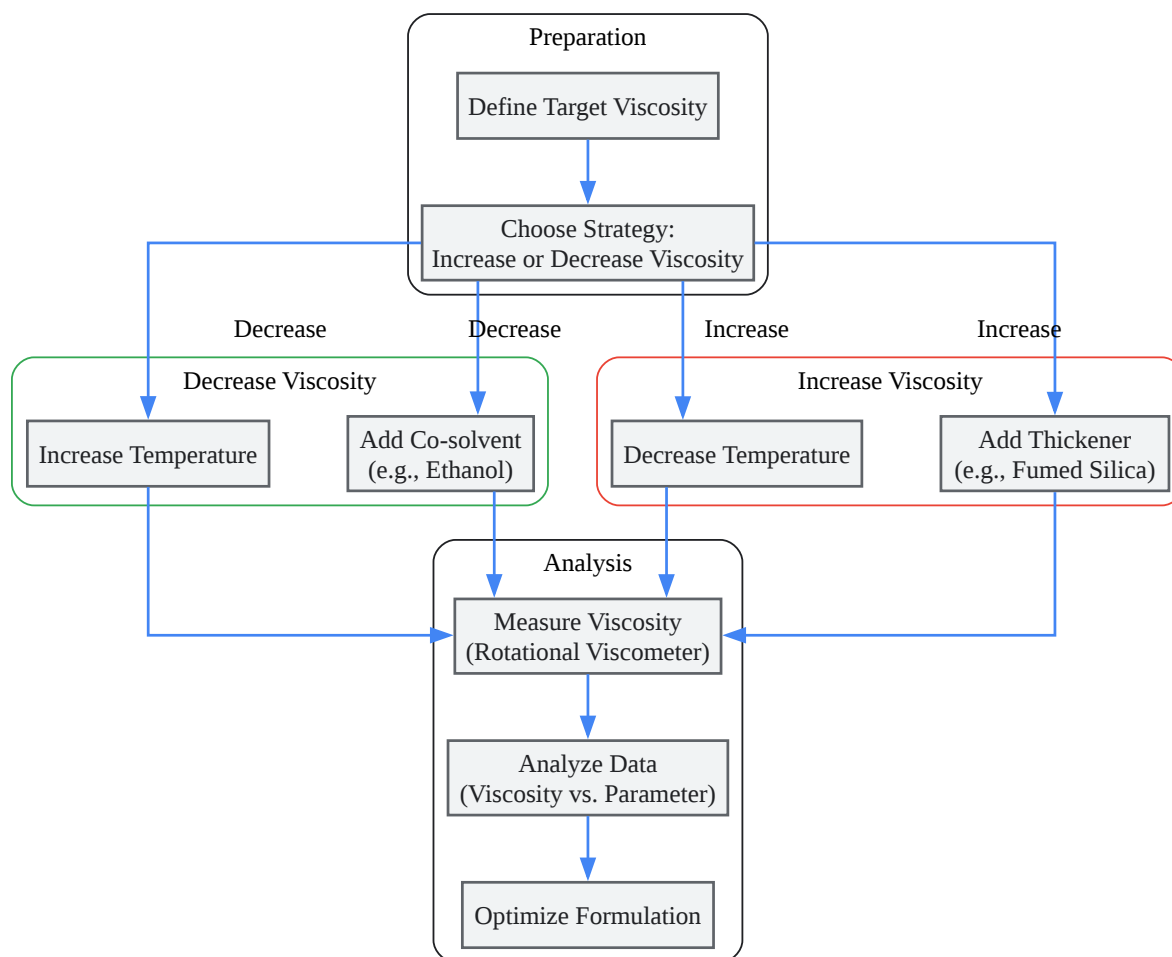 Preparation
Define Target Viscosity
Choose Strategy:
Increase or Decrease Viscosity
Decrease
Decrease
Increase
Increase
Decrease Viscosity
Increase Viscosity
Increase Temperature
Add Co-solvent
(e.g., Ethanol)
Decrease Temperature
Add Thickener
(e.g., Fumed Silica)
Analysis
Measure Viscosity
(Rotational Viscometer)
Analyze Data
(Viscosity vs. Parameter)
Optimize Formulation